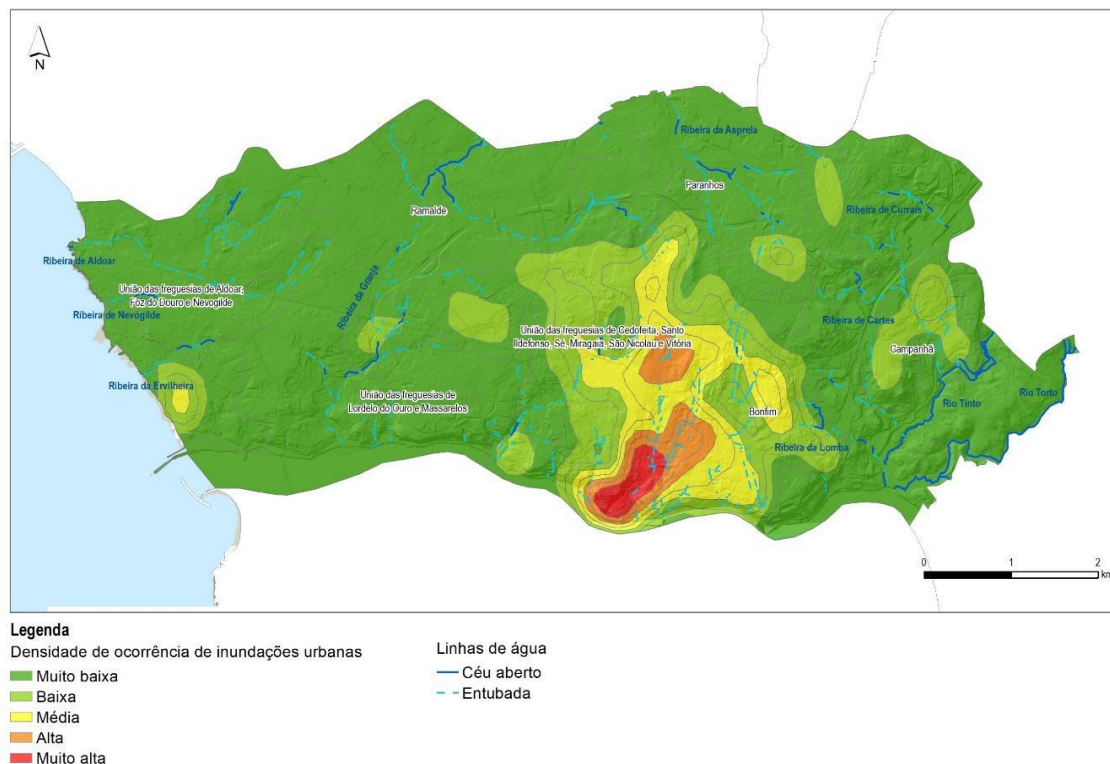 N
Ribeira da Asprela
Paranhos
Ramalde
Ribeira de Currais
Ribeira de Aldoar
União das freguesias de Aldoar,
Foz do Douro e Nevogilde
Ribeira de Nevogilde
Ribeira da Granja
União das freguesias de Cedofeita, Santo
Ildefonso, Sé, Miragaia, São Nicolau e Vitória
Ribeira de Cartes
Campanhã
Ribeira da Ervilheira
União das freguesias de
Lordelo do Ouro e Massarelos
Bonfim
Rio Tinto
Rio Torto
Ribeira da Lomba
0 1 2
km
Legenda
Densidade de ocorrência de inundações urbanas
Muito baixa
Baixa
Média
Alta
Muito alta
Linhas de água
Céu aberto
Entubada